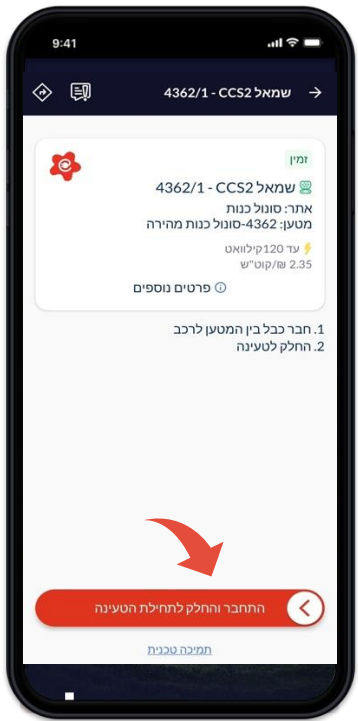 9:41
שמאל 4362/1 - CCS2
זמין
שמאל 4362/1 - CCS2
אתר: סונול כנות
מטען: 4362-סונול כנות מהירה
עד 120קילוואט
2.35 ₪/קוט"ש
פרטים נוספים
1. חבר כבל בין המטען לרכב
2. החלק לטעינה
התחבר והחלק לתחילת הטעינה
תמיכה טכנית